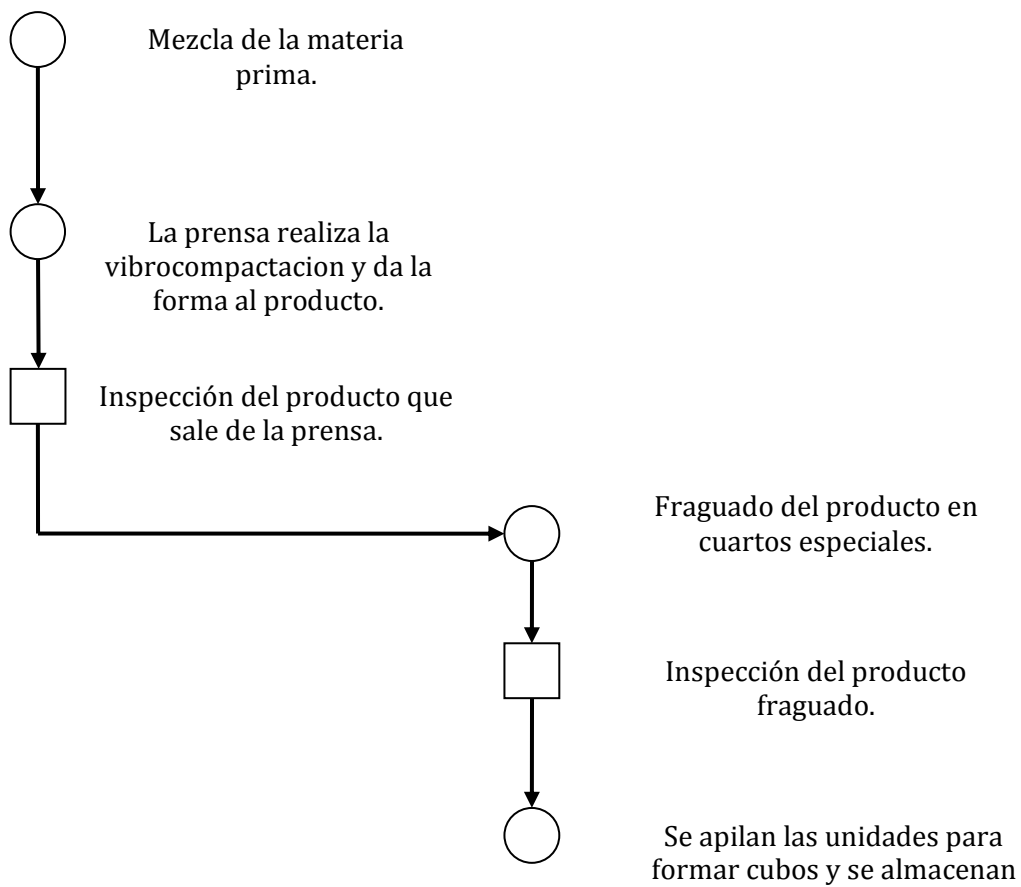 Mezcla de la materia
prima.
La prensa realiza la
vibrocompactacion y da la
forma al producto.
Inspección del producto que
sale de la prensa.
Fraguado del producto en
cuartos especiales.
Inspección del producto
fraguado.
Se apilan las unidades para
formar cubos y se almacenan